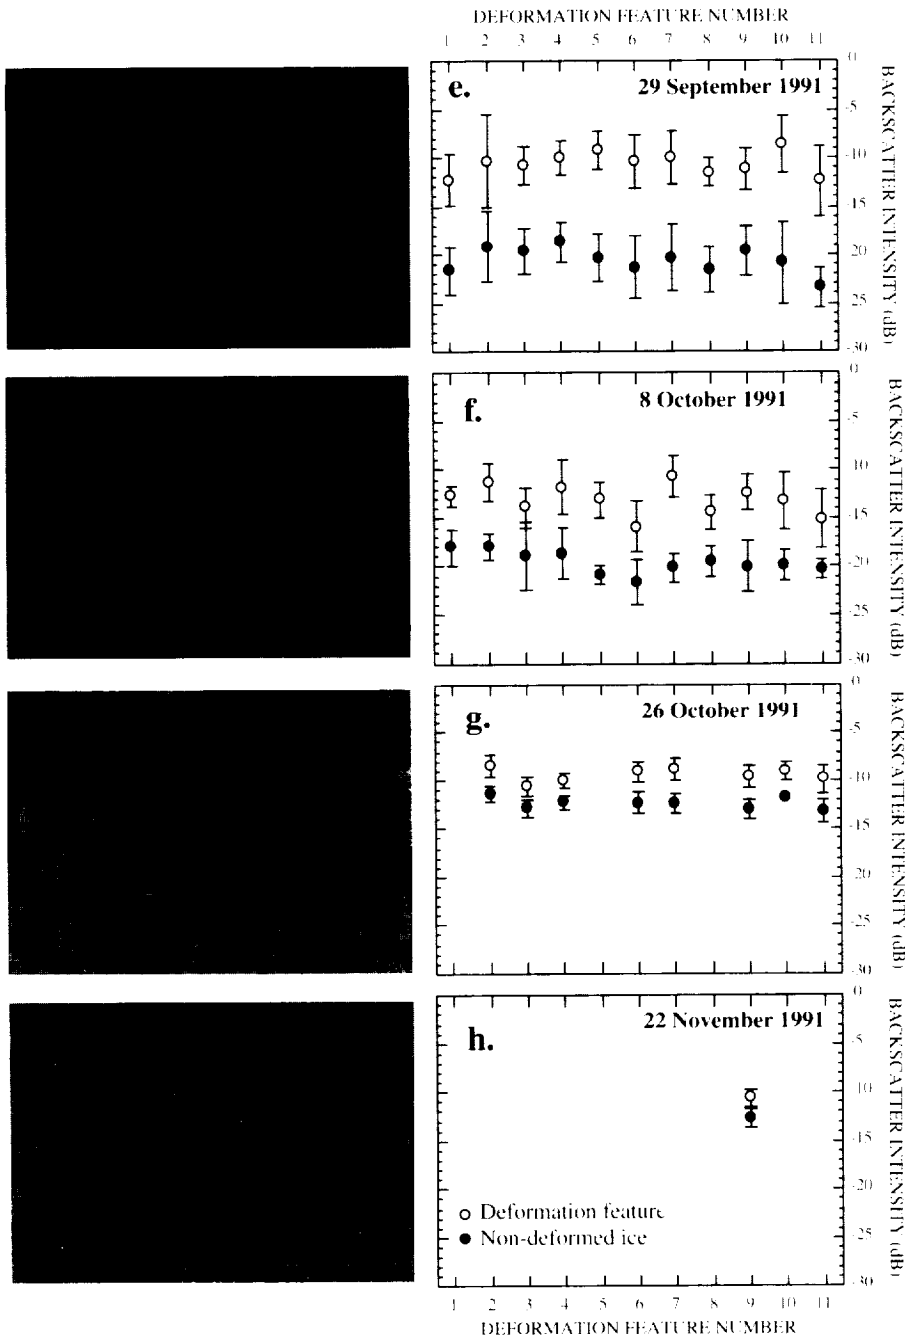 DEFORMATION FEATURE NUMBER
1 2 3 4 5 6 7 8 9 10 11
e.
29 September 1991
-0
-5
-10
-15
-20
-25
-30
BACKSCATTER INTENSITY (dB)
f.
8 October 1991
0
-5
-10
-15
-20
-25
-30
BACKSCATTER INTENSITY (dB)
g.
26 October 1991
-0
-5
-10
-15
-20
-25
-30
BACKSCATTER INTENSITY (dB)
h.
22 November 1991
-0
-5
-10
-15
-20
-25
-30
BACKSCATTER INTENSITY (dB)
Deformation feature
Non-deformed ice
1 2 3 4 5 6 7 8 9 10 11
DEFORMATION FEATURE NUMBER